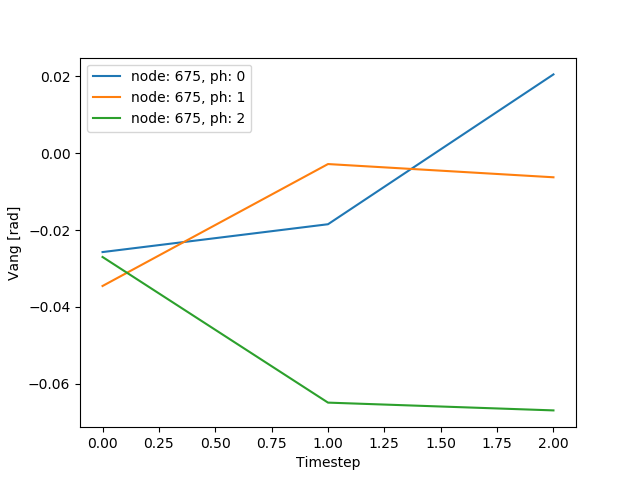 node: 675, ph: 0
node: 675, ph: 1
node: 675, ph: 2
Vang [rad]
0.02
0.00
−0.02
−0.04
−0.06
0.00 0.25 0.50 0.75 1.00 1.25 1.50 1.75 2.00
Timestep